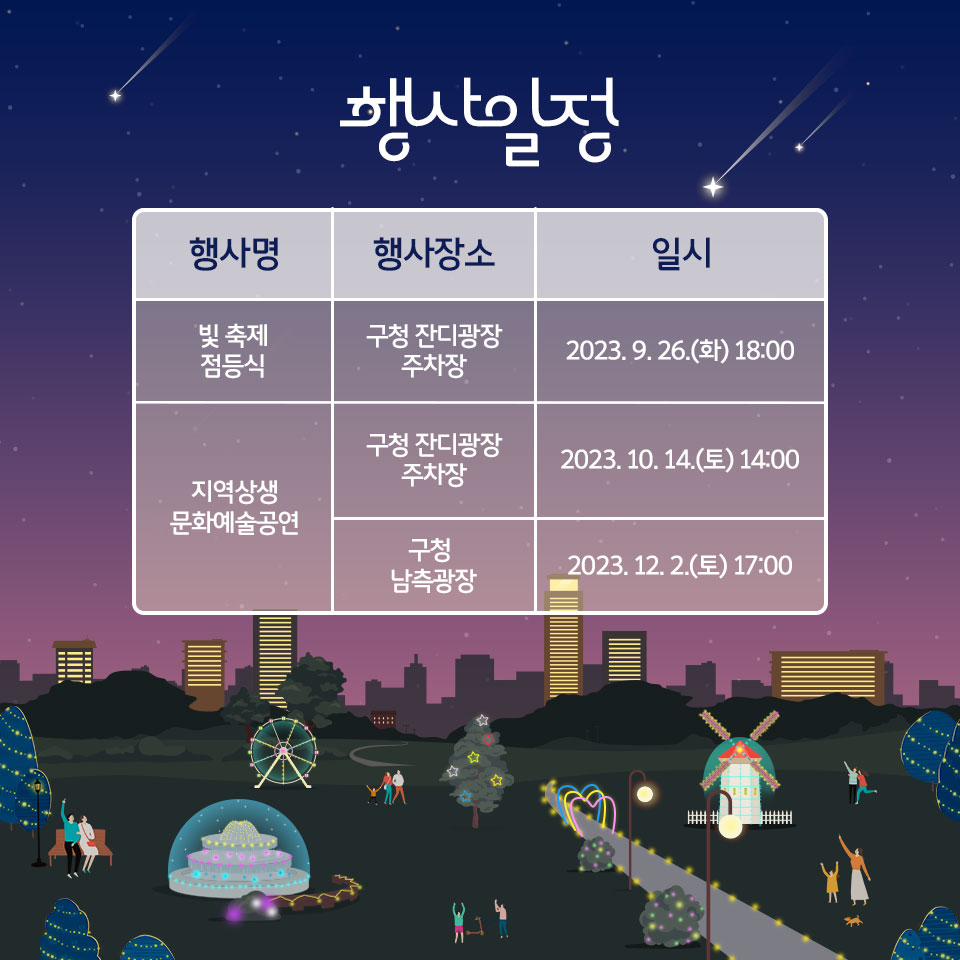 행사일정
행사명 행사장소 일시
빛 축제
점등식
구청 잔디광장
주차장
2023. 9. 26.(화) 18:00
지역상생
문화예술공연
구청 잔디광장
주차장
2023. 10. 14.(토) 14:00
구청
남측광장
2023. 12. 2.(토) 17:00